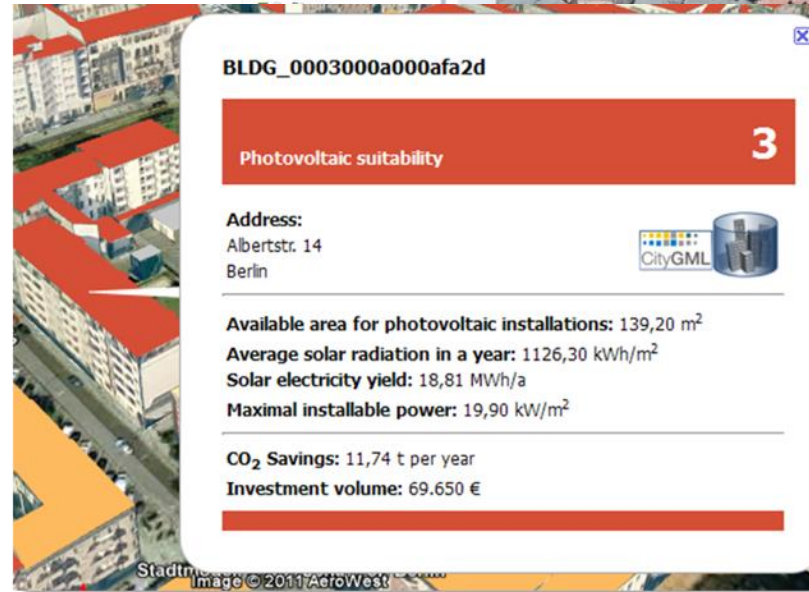 BLDG_0003000a000afa2d
Photovoltaic suitability
3
Address:
Albertstr. 14
Berlin
CityGML
Available area for photovoltaic installations: 139,20 m²
Average solar radiation in a year: 1126,30 kWh/m²
Solar electricity yield: 18,81 MWh/a
Maximal installable power: 19,90 kW/m²
CO₂ Savings: 11,74 t per year
Investment volume: 69.650 €
Image © 2011 AeroWest